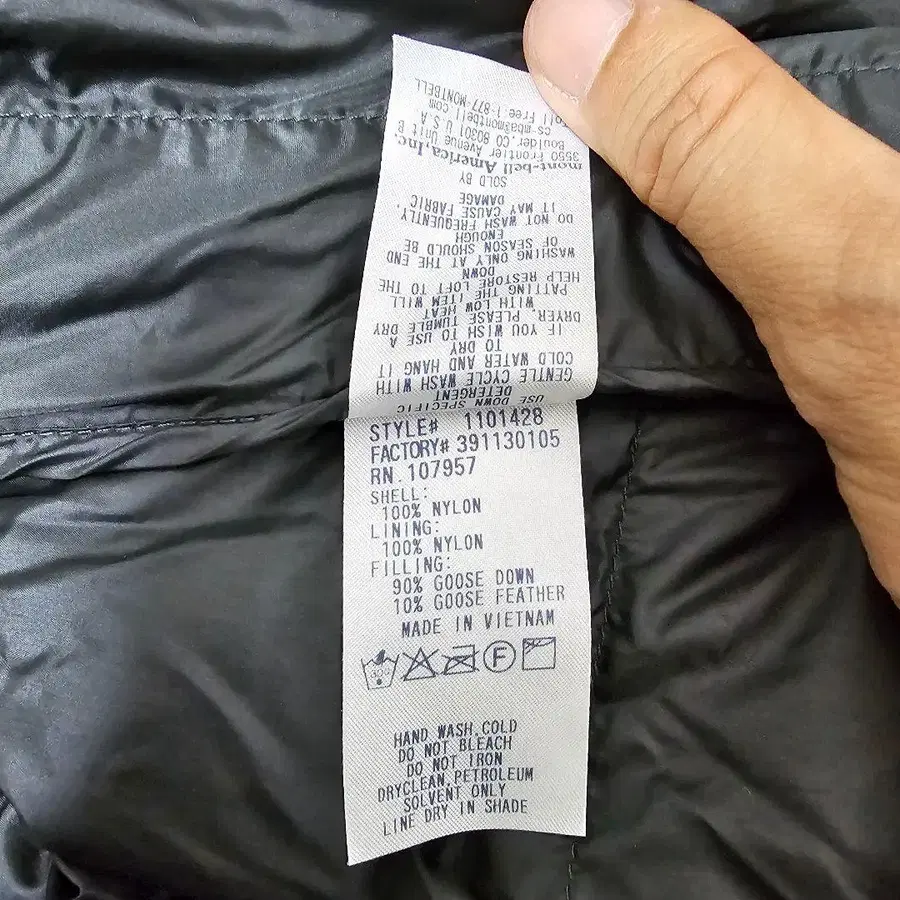 USE DOWN SPECIFIC
DETERGENT
GENTLE CYCLE WASH WITH
COLD WATER AND HANG IT
TO DRY
IF YOU WISH TO USE A
DRYER, PLEASE TUMBLE DRY
WITH LOW HEAT
PATTING THE ITEM WILL
HELP RESTORE LOFT TO THE
DOWN
WASHING ONLY AT THE END
OF SEASON SHOULD BE
ENOUGH
DO NOT WASH FREQUENTLY.
IT MAY CAUSE FABRIC
DAMAGE
SOLD BY
mont-bell America,Inc.
3550 Frontier Avenue Unit B
Boulder,CO 80301 U.S.A
cs-mba@montbell.com
Toll Free:1-877-MONTBELL
STYLE# 1101428
FACTORY# 391130105
RN 107957
SHELL:
100% NYLON
LINING:
100% NYLON
FILLING:
90% GOOSE DOWN
10% GOOSE FEATHER
MADE IN VIETNAM
30° F
HAND WASH,COLD
DO NOT BLEACH
DO NOT IRON
DRYCLEAN,PETROLEUM
SOLVENT ONLY
LINE DRY IN SHADE